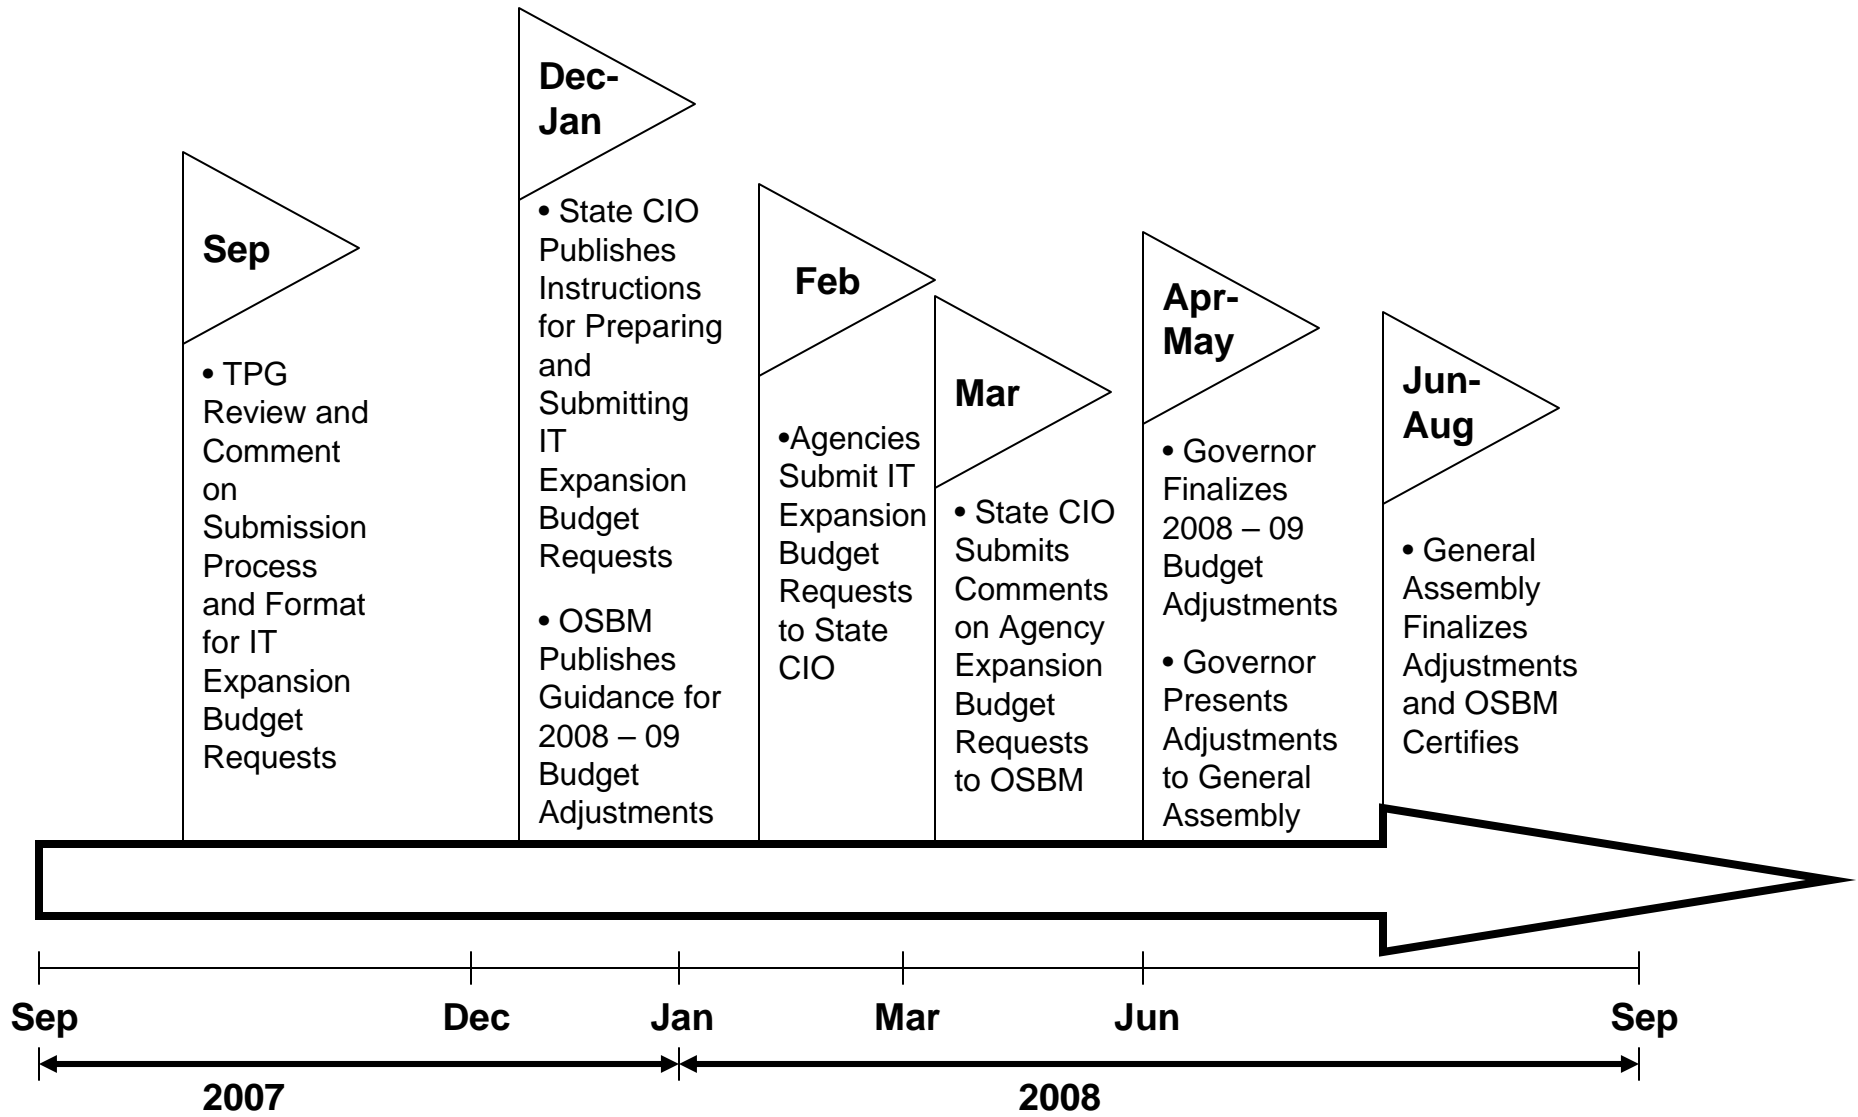 Sep
• TPG
Review and
Comment
on
Submission
Process
and Format
for IT
Expansion
Budget
Requests
Dec-
Jan
• State CIO
Publishes
Instructions
for Preparing
and
Submitting
IT
Expansion
Budget
Requests
• OSBM
Publishes
Guidance for
2008 – 09
Budget
Adjustments
Feb
•Agencies
Submit IT
Expansion
Budget
Requests
to State
CIO
Mar
• State CIO
Submits
Comments
on Agency
Expansion
Budget
Requests
to OSBM
Apr-
May
• Governor
Finalizes
2008 – 09
Budget
Adjustments
• Governor
Presents
Adjustments
to General
Assembly
Jun-
Aug
• General
Assembly
Finalizes
Adjustments
and OSBM
Certifies
Sep Dec Jan Mar Jun Sep
2007 2008